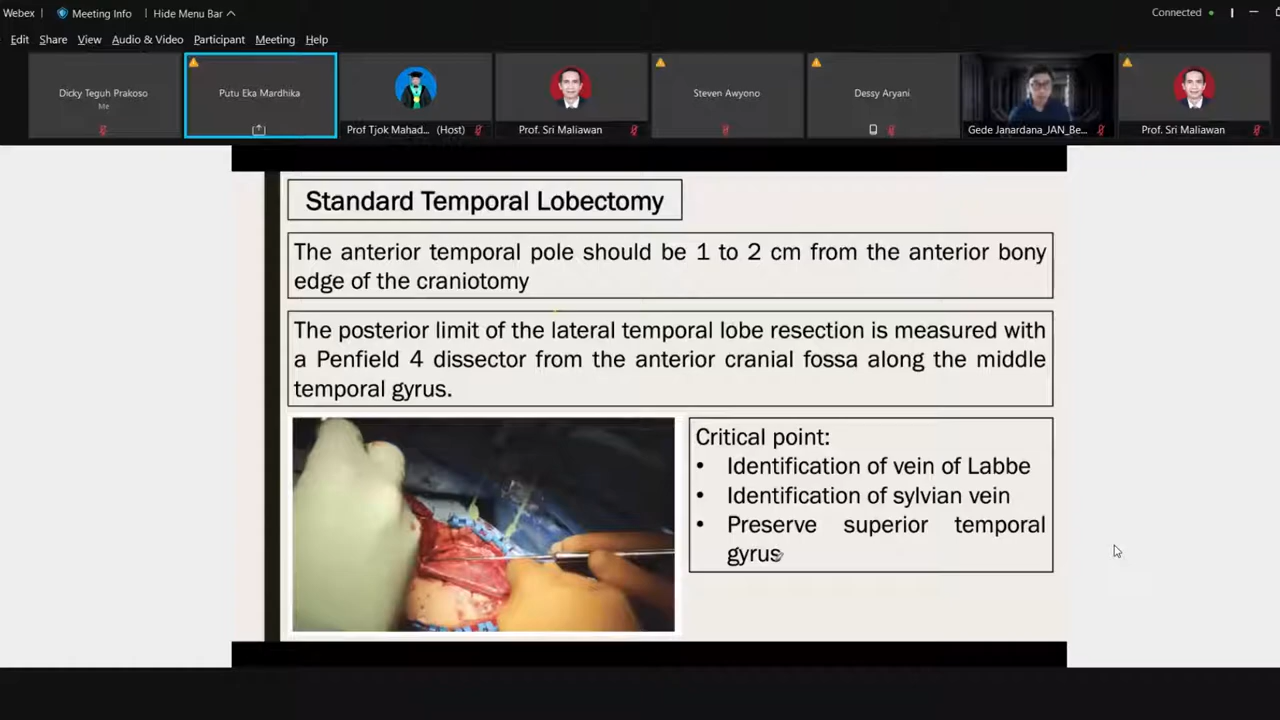 Webex
Meeting Info
Hide Menu Bar
Connected
Edit Share View Audio & Video Participant Meeting Help
Dicky Teguh Prakoso
Me
Putu Eka Mardhika
Prof Tjok Mahad... (Host)
Prof. Sri Maliawan
Steven Awyono
Dessy Aryani
Gede Janardana_JAN_Be...
Prof. Sri Maliawan
Standard Temporal Lobectomy
The anterior temporal pole should be 1 to 2 cm from the anterior bony
edge of the craniotomy
The posterior limit of the lateral temporal lobe resection is measured with
a Penfield 4 dissector from the anterior cranial fossa along the middle
temporal gyrus.
Critical point:
• Identification of vein of Labbe
• Identification of sylvian vein
• Preserve superior temporal
gyrus